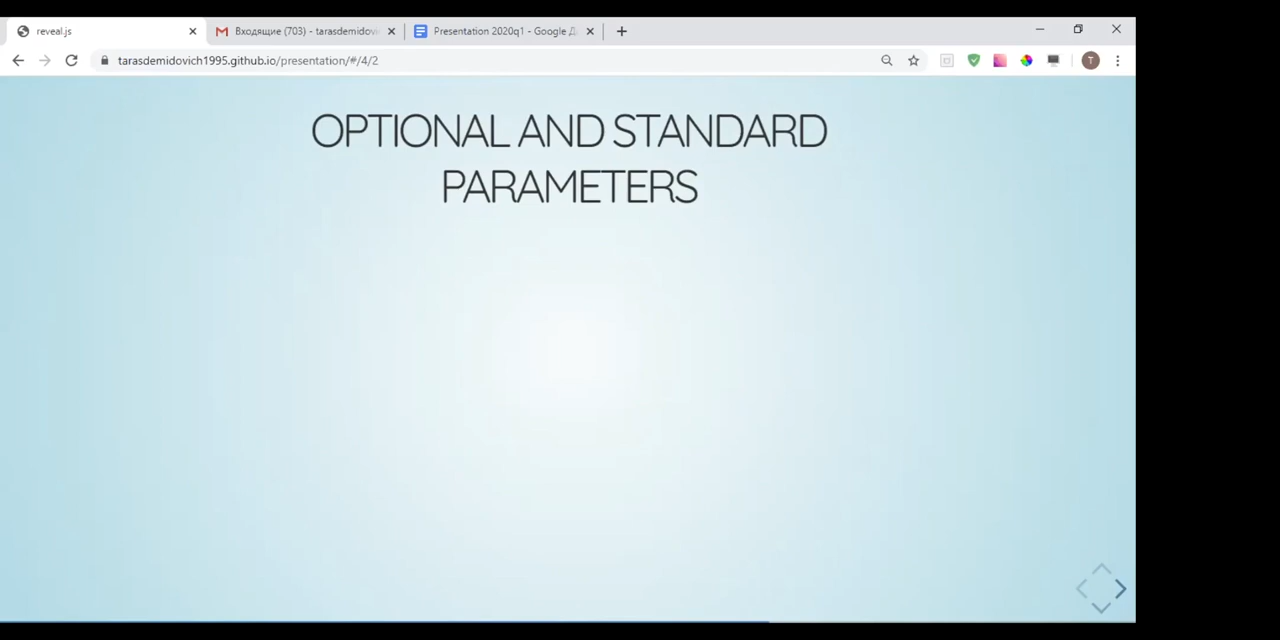 reveal.js
Входящие (703) - tarasdemidovi
Presentation 2020q1 - Google Д
tarasdemidovich1995.github.io/presentation/#/4/2
T
OPTIONAL AND STANDARD
PARAMETERS